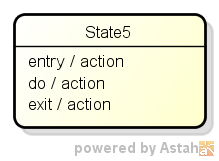 State5
entry / action
do / action
exit / action
powered by Astah